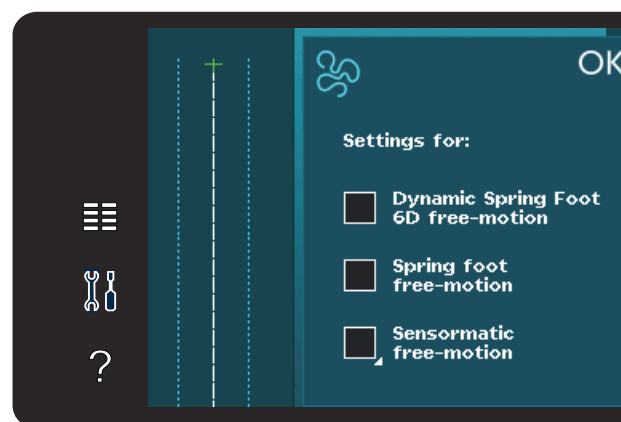 OK
Settings for:
Dynamic Spring Foot
6D free-motion
Spring foot
free-motion
Sensormatic
free-motion
?